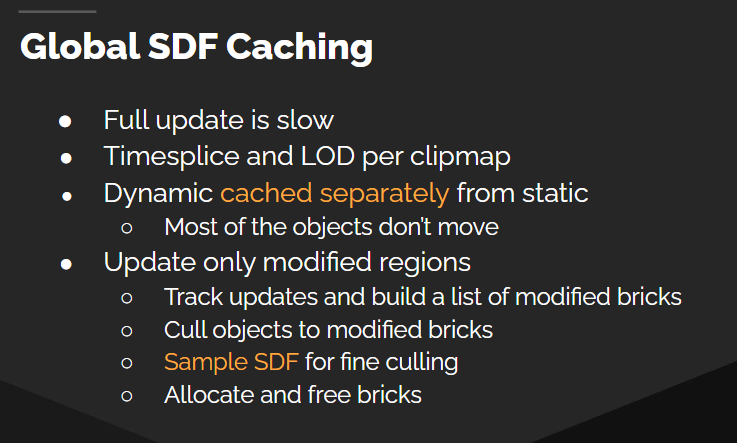 Global SDF Caching
● Full update is slow
● Timesplice and LOD per clipmap
● Dynamic cached separately from static
○ Most of the objects don't move
● Update only modified regions
○ Track updates and build a list of modified bricks
○ Cull objects to modified bricks
○ Sample SDF for fine culling
○ Allocate and free bricks